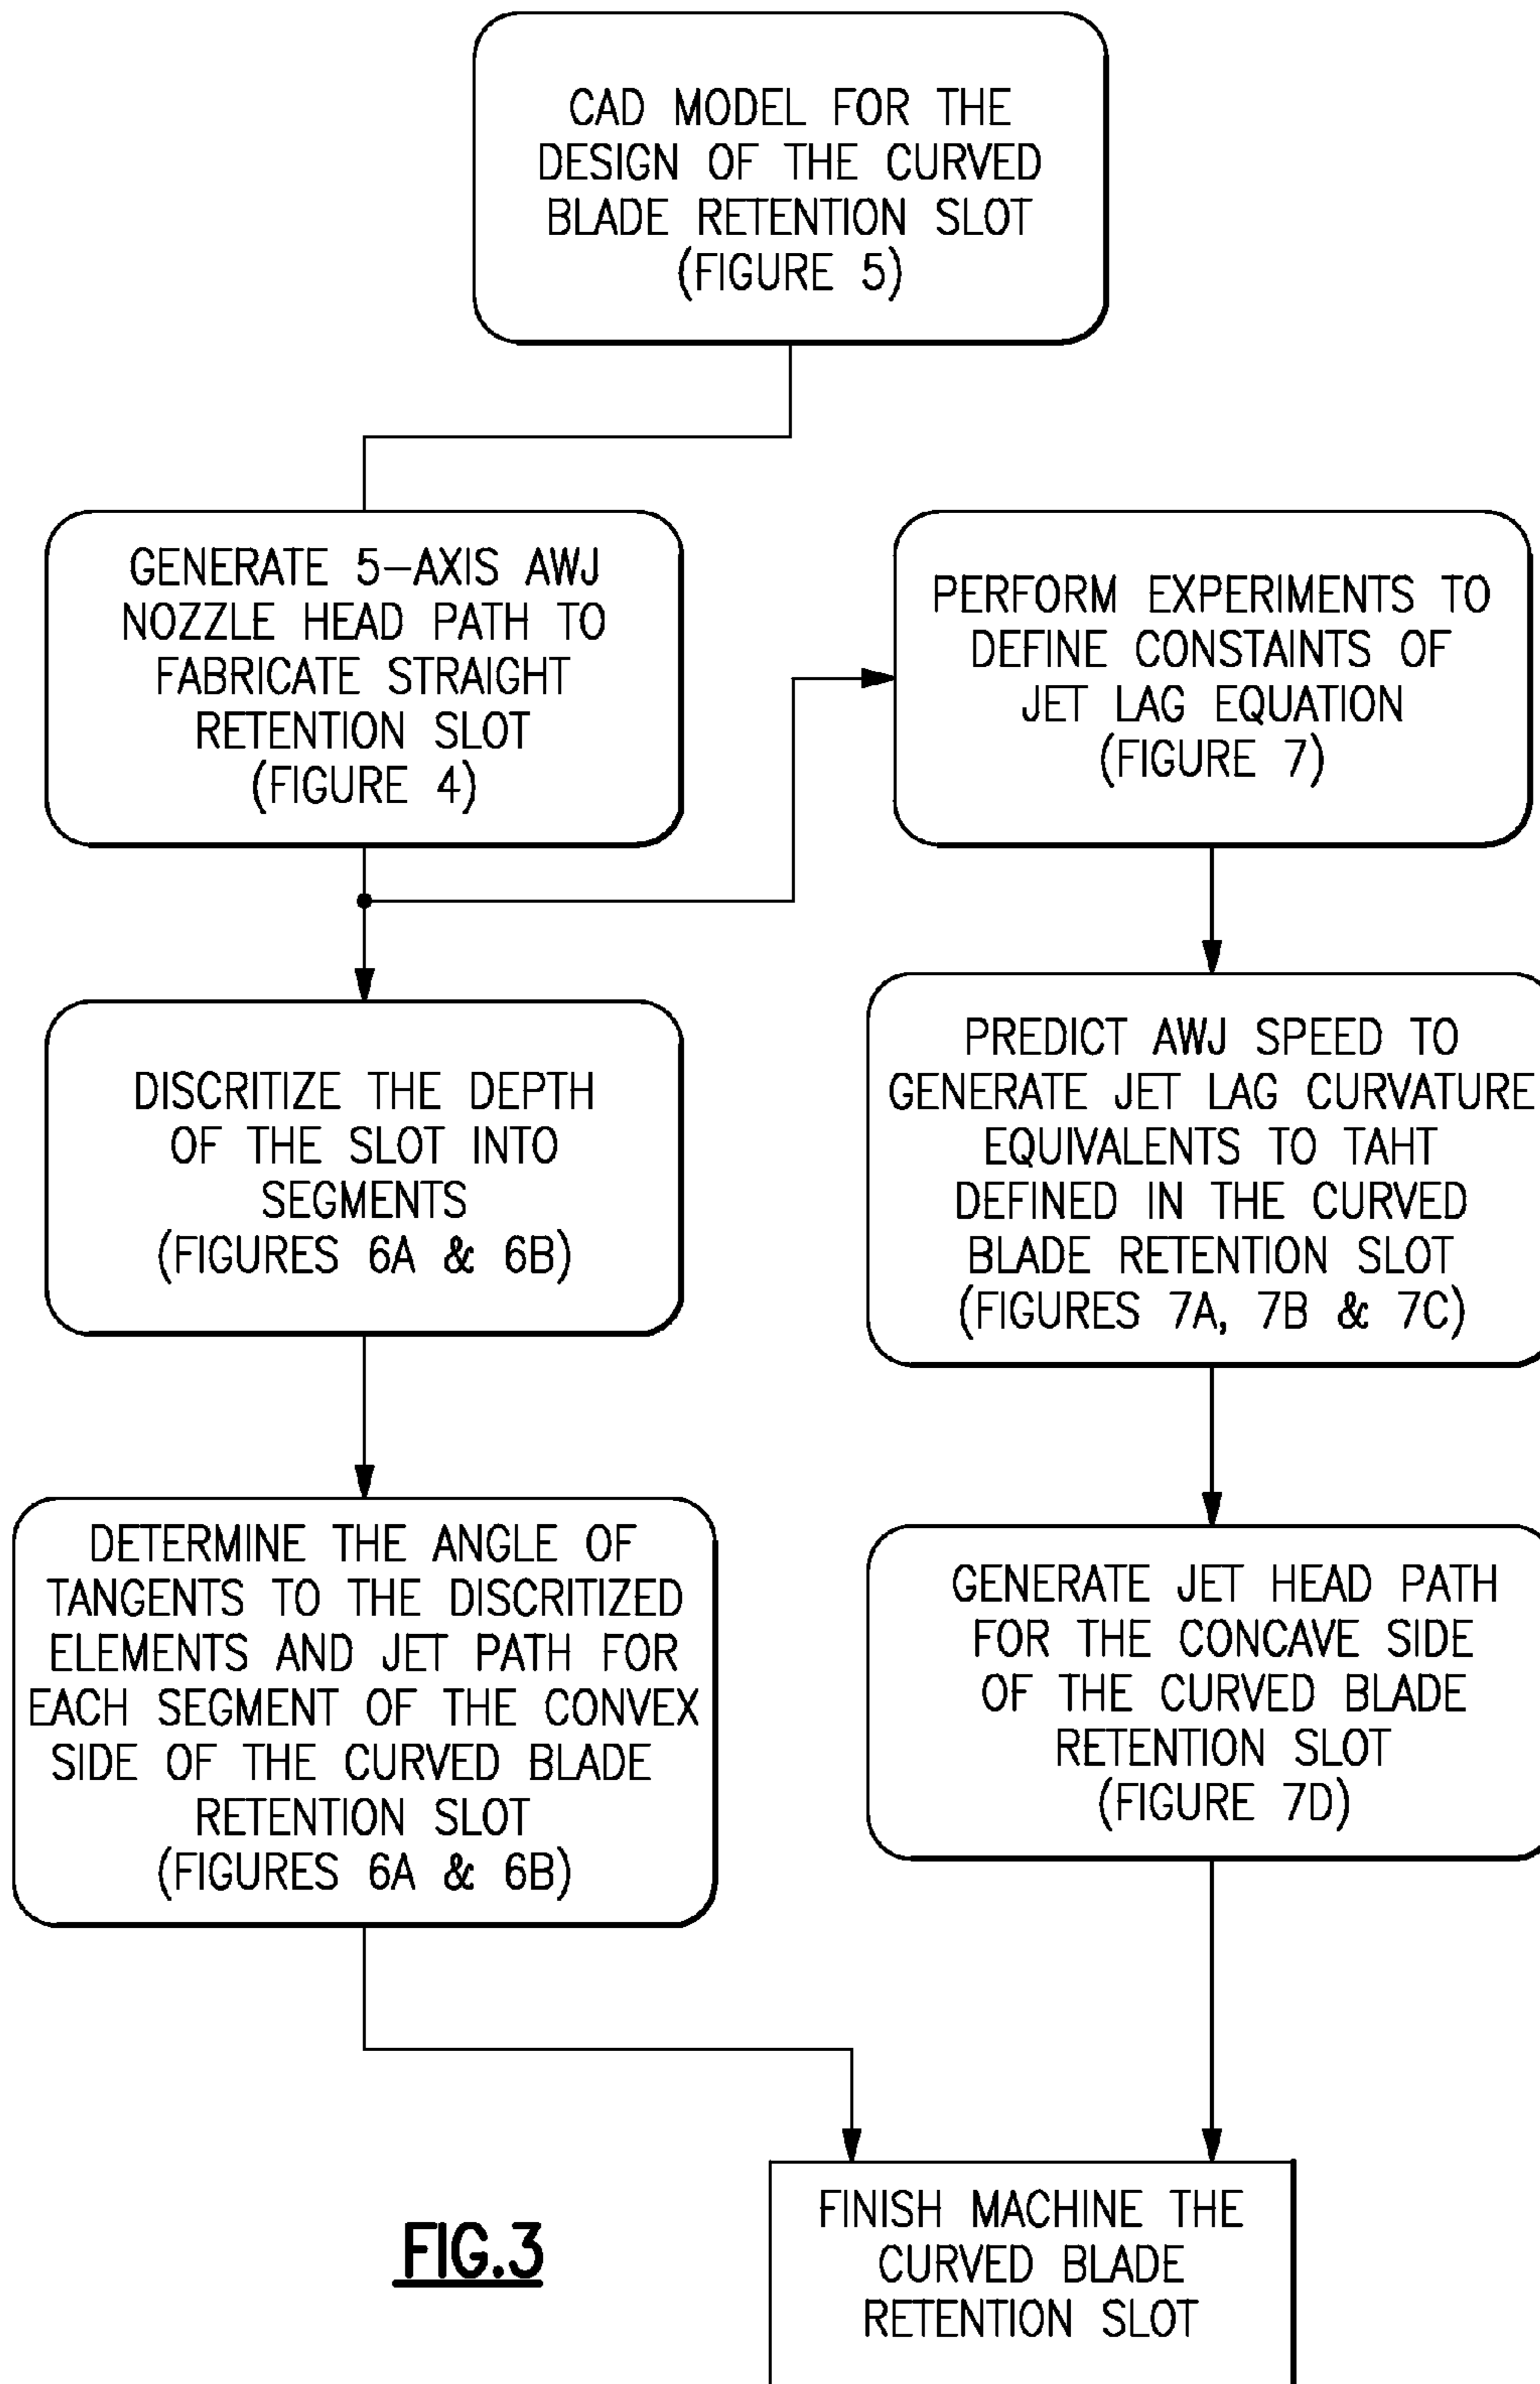 CAD MODEL FOR THE
DESIGN OF THE CURVED
BLADE RETENTION SLOT
(FIGURE 5)
GENERATE 5-AXIS AWJ
NOZZLE HEAD PATH TO
FABRICATE STRAIGHT
RETENTION SLOT
(FIGURE 4)
PERFORM EXPERIMENTS TO
DEFINE CONSTAINTS OF
JET LAG EQUATION
(FIGURE 7)
DISCRITIZE THE DEPTH
OF THE SLOT INTO
SEGMENTS
(FIGURES 6A & 6B)
PREDICT AWJ SPEED TO
GENERATE JET LAG CURVATURE
EQUIVALENTS TO TAHT
DEFINED IN THE CURVED
BLADE RETENTION SLOT
(FIGURES 7A, 7B & 7C)
DETERMINE THE ANGLE OF
TANGENTS TO THE DISCRITIZED
ELEMENTS AND JET PATH FOR
EACH SEGMENT OF THE CONVEX
SIDE OF THE CURVED BLADE
RETENTION SLOT
(FIGURES 6A & 6B)
GENERATE JET HEAD PATH
FOR THE CONCAVE SIDE
OF THE CURVED BLADE
RETENTION SLOT
(FIGURE 7D)
FINISH MACHINE THE
CURVED BLADE
RETENTION SLOT
FIG.3